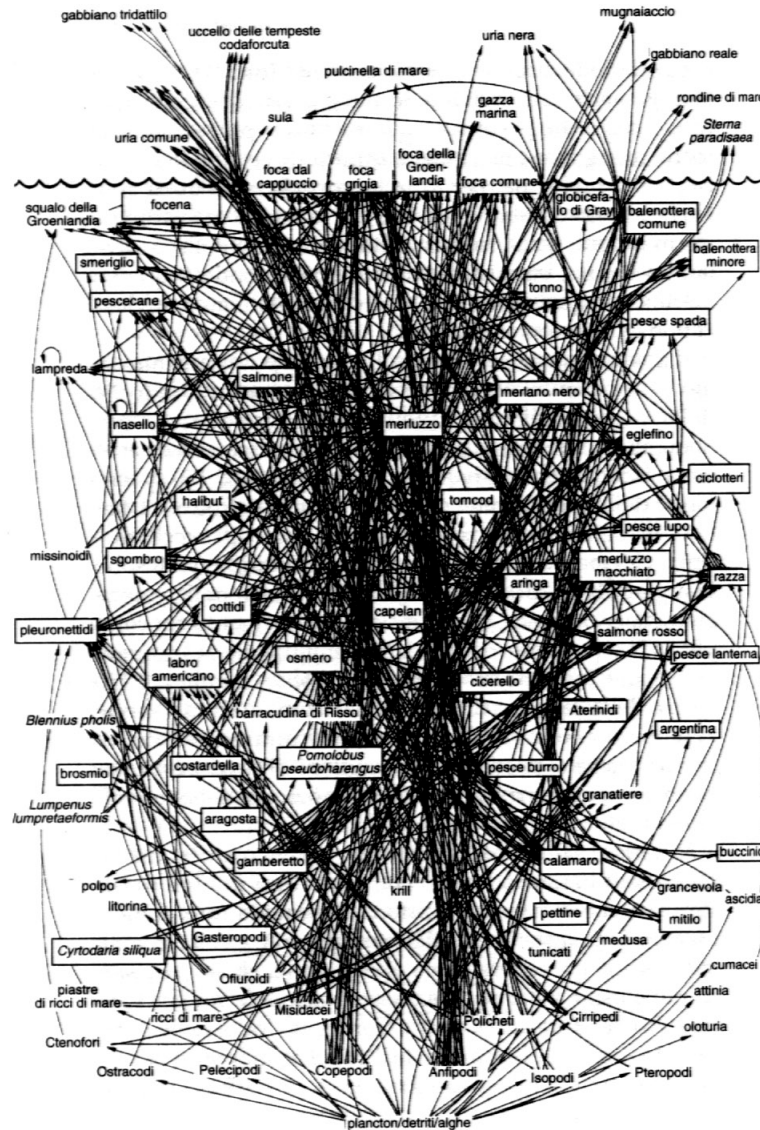 gabbiano tridattilo
uccello delle tempeste
codaforcuta
uria nera
mugnaiaccio
gabbiano reale
pulcinella di mare
gazza
marina
rondine di mare
Sterna
paradisaea
sula
uria comune
foca dal
cappuccio
foca
grigia
foca della
Groen-
landia
foca comune
squalo della
Groenlandia
focena
globicefa-
lo di Gray
balenottera
comune
balenottera
minore
smeriglio
pescecane
tonno
pesce spada
lampreda
salmone
merlano nero
nasello
merluzzo
eglefino
ciclotteri
halibut
tomcod
pesce lupo
missinoidi
sgombro
aringa
merluzzo
macchiato
razza
cottidi
capelan
pleuronettidi
salmone rosso
osmero
pesce lanterna
labro
americano
cicerello
Blennius pholis
barracudina di Risso
Aterinidi
argentina
brosmio
costardella
Pomolobus
pseudoharengus
pesce burro
granatiere
Lumpenus
lumpretaeformis
aragosta
gamberetto
calamaro
buccino
polpo
krill
grancevola
ascidia
litorina
pettine
mitilo
Cyrtodaria siliqua
Gasteropodi
medusa
tunicati
cumacei
Ofiuroidi
attinia
piastre
di ricci di mare
ricci di mare
Misidacei
Policheti
Cirripedi
oloturia
Ctenofori
Ostracodi
Pelecipodi
Copepodi
Anfipodi
Isopodi
Pteropodi
plancton/detriti/alghe